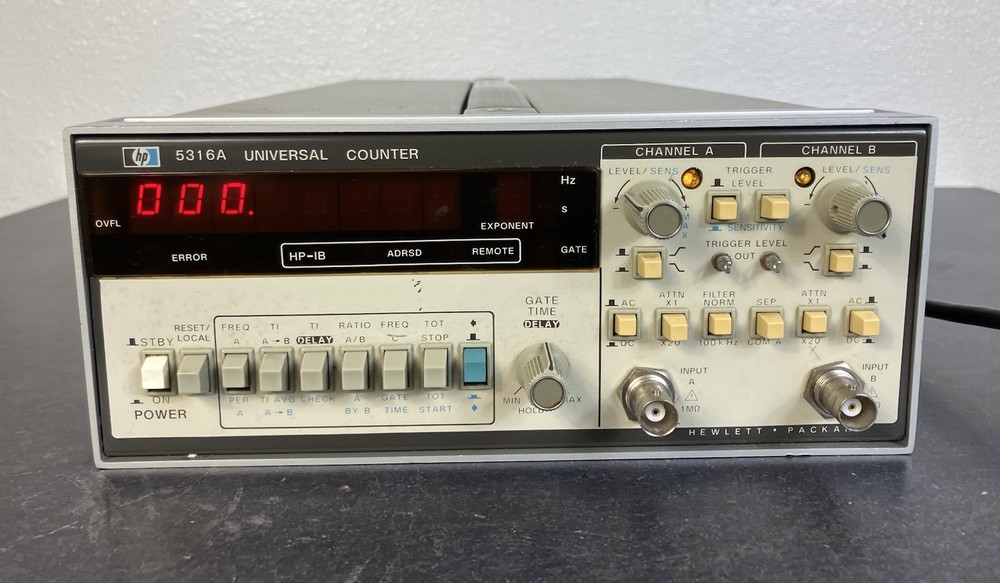 hp 5316A UNIVERSAL COUNTER
000.
Hz
s
OVFL
EXPONENT
ERROR
HP-IB ADRSD REMOTE
GATE
STBY
RESET/
LOCAL
ON
POWER
FREQ
A
TI
A→B
TI
DELAY
RATIO
A/B
FREQ
C
TOT
STOP
PER
A
TI AVG
A→B
CHECK
A
BY B
GATE
TIME
TOT
START
GATE
TIME
DELAY
MIN
HOLD
CHANNEL A
CHANNEL B
LEVEL/SENS
TRIGGER
LEVEL
LEVEL/SENS
- +
MAX
SENSITIVITY
TRIGGER LEVEL
OUT
AC
DC
ATTN
X1
X20
FILTER
NORM
100 kHz
SEP
COM A
ATTN
X1
X20
AC
DC
INPUT
A
1MΩ
INPUT
B
HEWLETT • PACKA